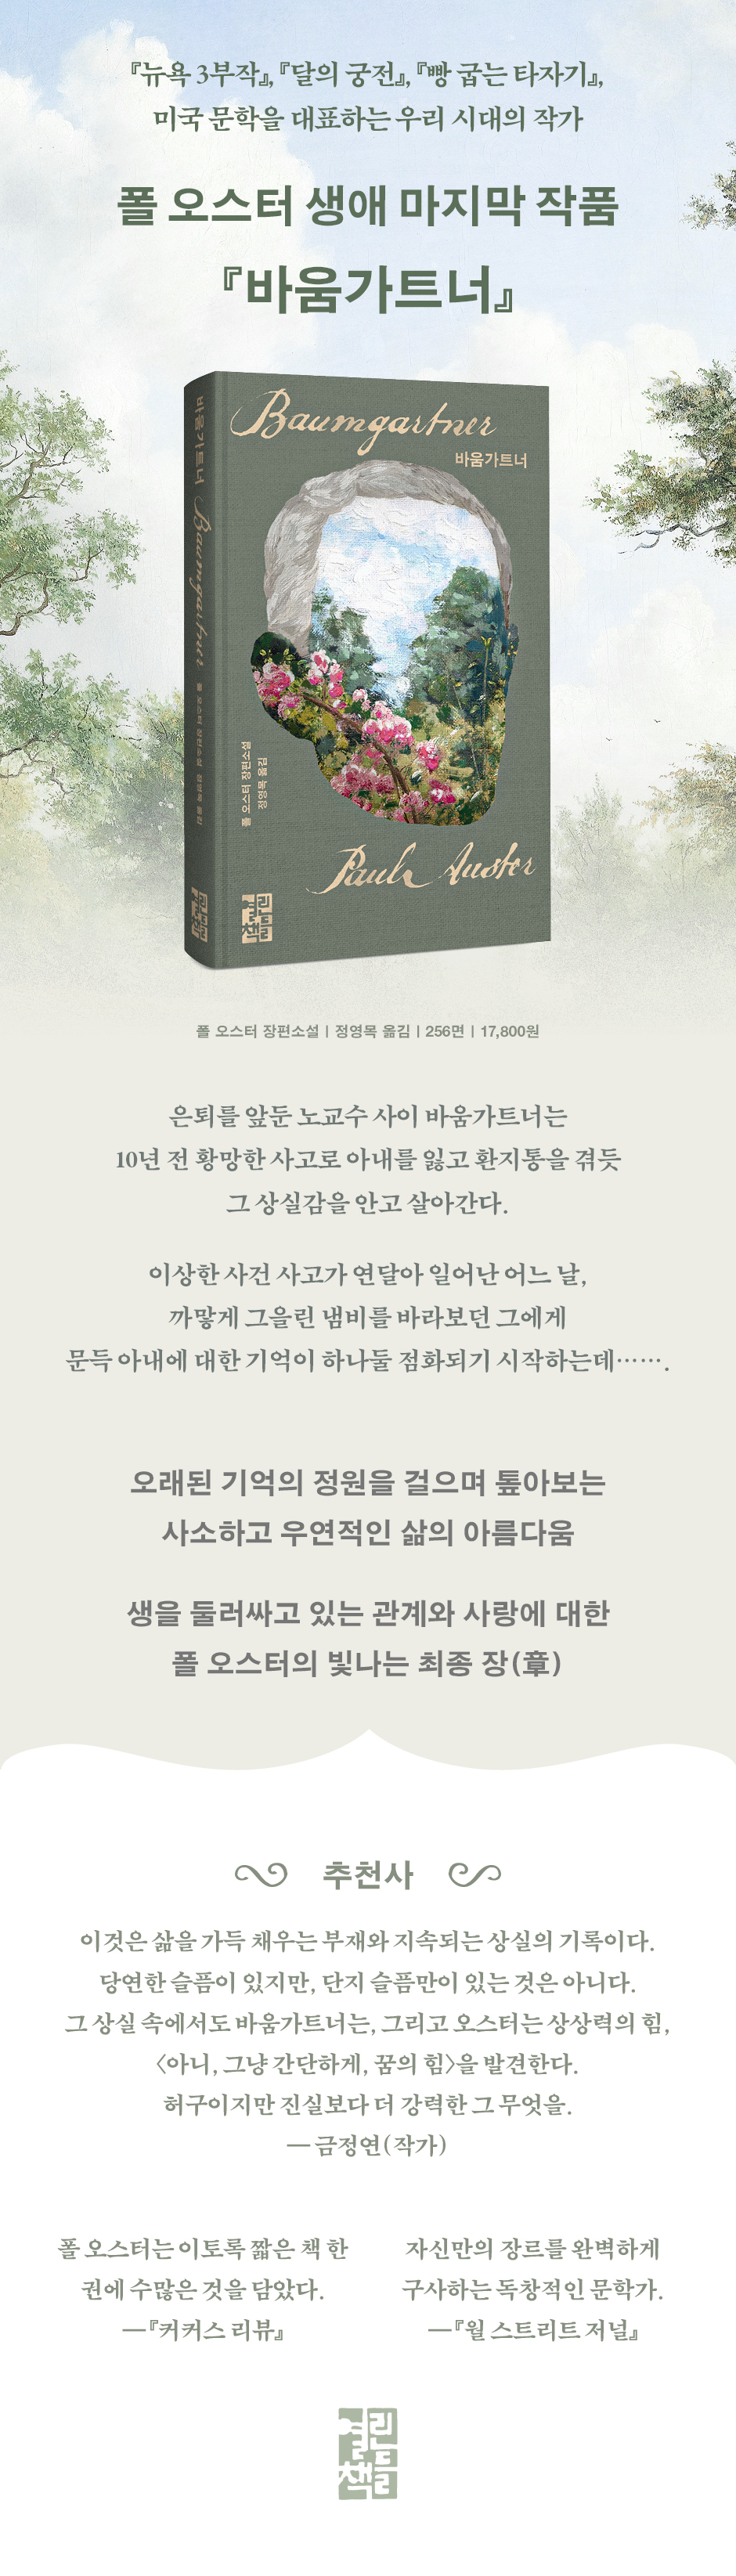 『뉴욕 3부작』, 『달의 궁전』, 『빵 굽는 타자기』,
미국 문학을 대표하는 우리 시대의 작가
폴 오스터 생애 마지막 작품
『바움가트너』
바움가트너 Baumgartner 폴 오스터 장편소설 정영목 옮김
열린책들
Baumgartner
바움가트너
폴 오스터 장편소설
정영목 옮김
Paul Auster
열린책들
폴 오스터 장편소설 | 정영목 옮김 | 256면 | 17,800원
은퇴를 앞둔 노교수 사이 바움가트너는
10년 전 황망한 사고로 아내를 잃고 환지통을 겪듯
그 상실감을 안고 살아간다.
이상한 사건 사고가 연달아 일어난 어느 날,
까맣게 그을린 냄비를 바라보던 그에게
문득 아내에 대한 기억이 하나둘 점화되기 시작하는데…….
오래된 기억의 정원을 걸으며 톺아보는
사소하고 우연적인 삶의 아름다움
생을 둘러싸고 있는 관계와 사랑에 대한
폴 오스터의 빛나는 최종 장(章)
추천사
이것은 삶을 가득 채우는 부재와 지속되는 상실의 기록이다.
당연한 슬픔이 있지만, 단지 슬픔만이 있는 것은 아니다.
그 상실 속에서도 바움가트너는, 그리고 오스터는 상상력의 힘,
〈아니, 그냥 간단하게, 꿈의 힘〉을 발견한다.
허구이지만 진실보다 더 강력한 그 무엇을.
— 금정연(작가)
폴 오스터는 이토록 짧은 책 한
권에 수많은 것을 담았다.
—『커커스 리뷰』
자신만의 장르를 완벽하게
구사하는 독창적인 문학가.
—『월 스트리트 저널』
열린책들